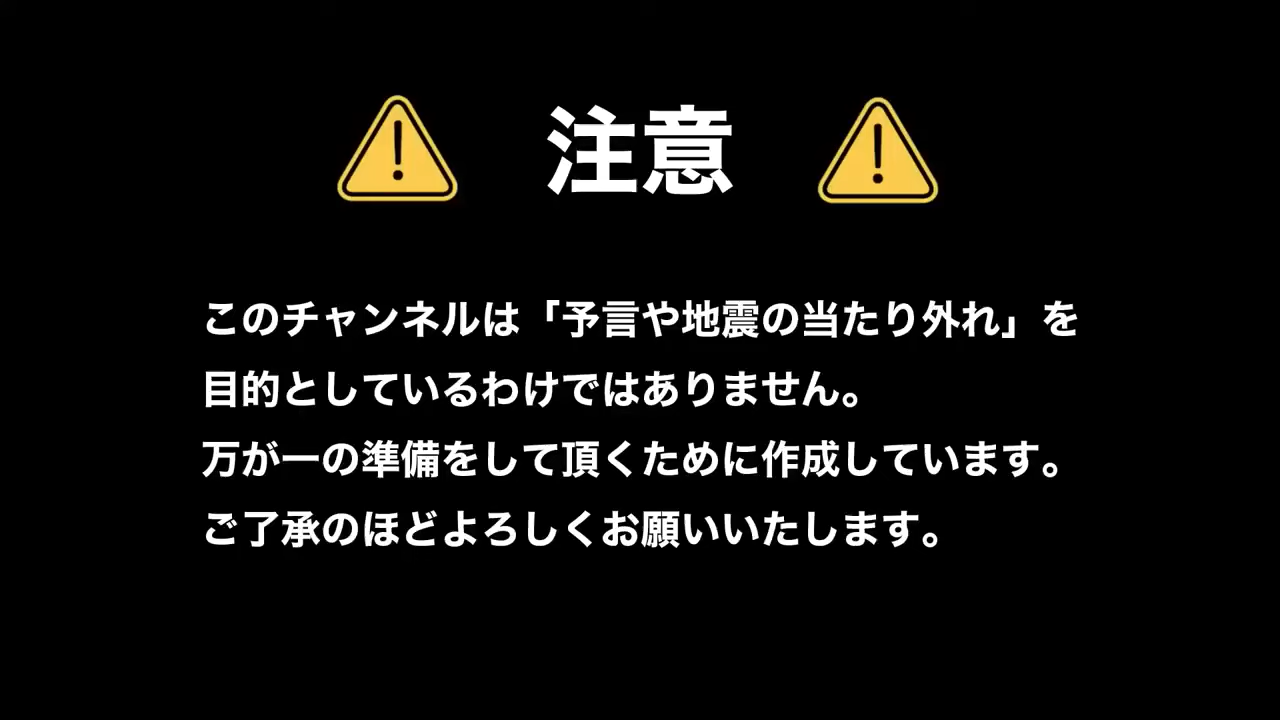 注意
このチャンネルは「予言や地震の当たり外れ」を
目的としているわけではありません。
万が一の準備をして頂くために作成しています。
ご了承のほどよろしくお願いいたします。